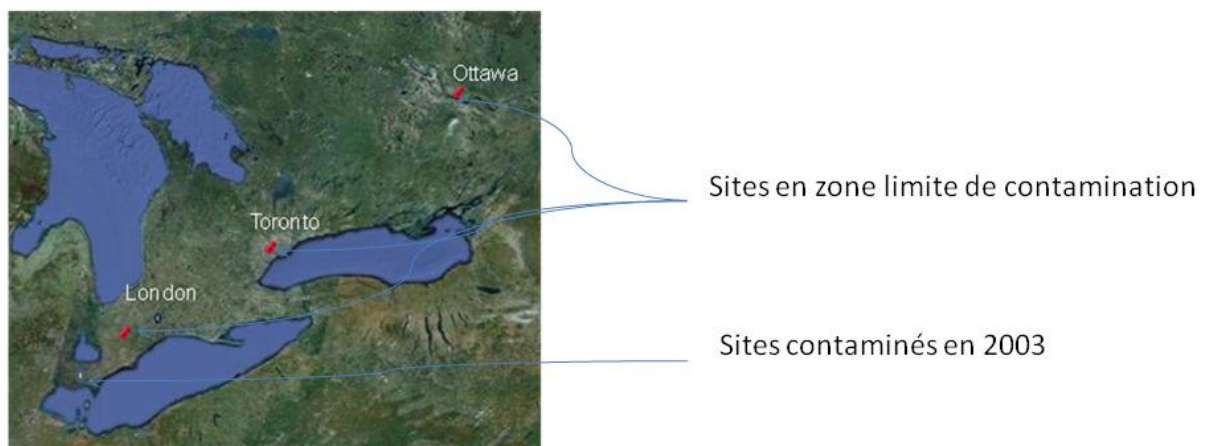 Ottawa
Sites en zone limite de contamination
Toronto
London
Sites contaminés en 2003